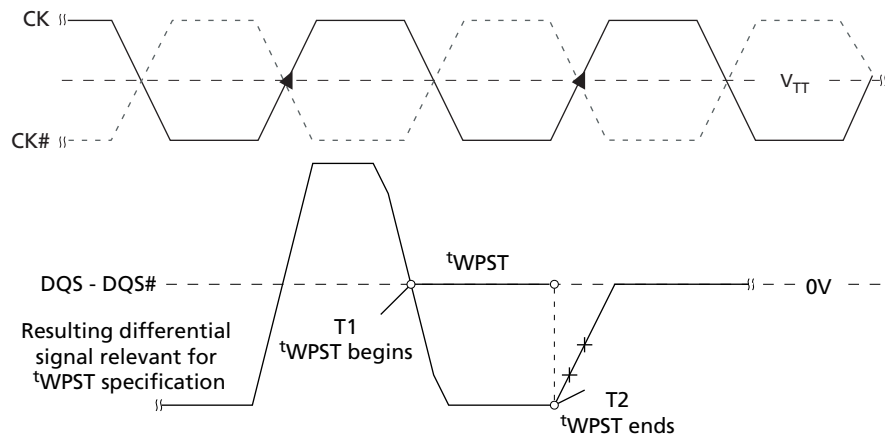 CK
V_TT
CK#
tWPST
DQS - DQS#
0V
Resulting differential
signal relevant for
tWPST specification
T1
tWPST begins
T2
tWPST ends